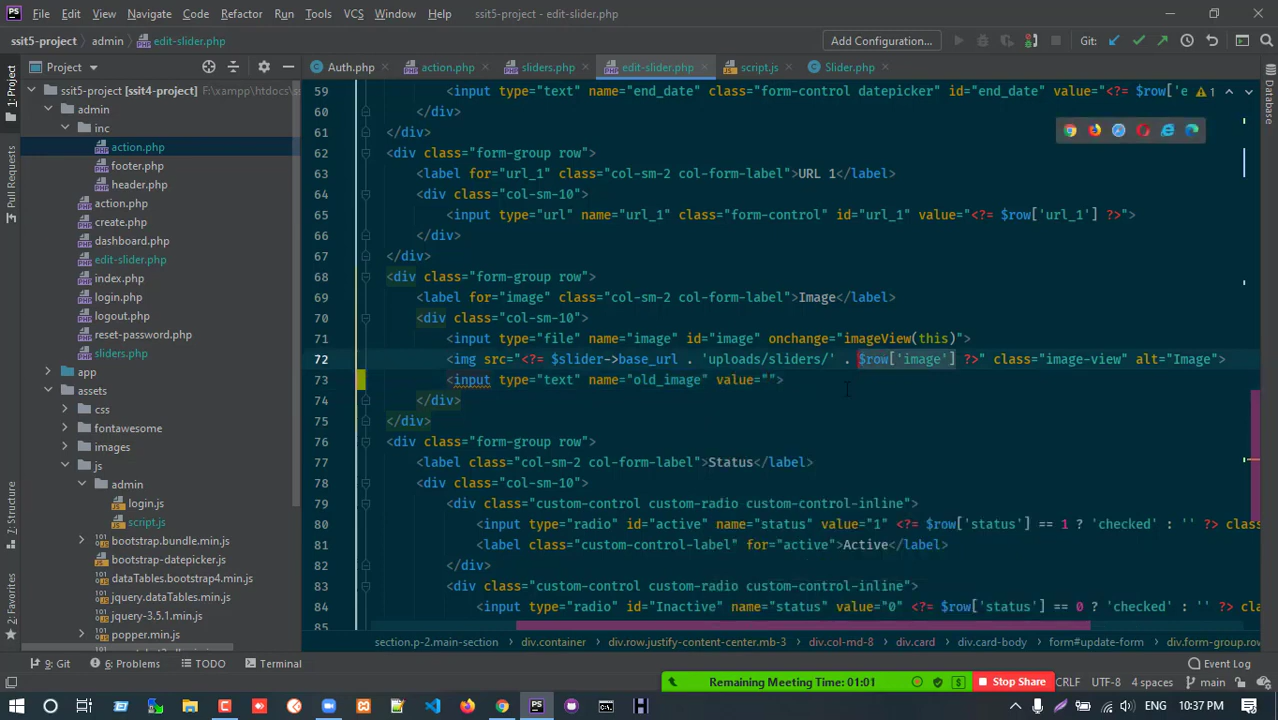 File Edit View Navigate Code Refactor Run Tools VCS Window Help ssit5-project - edit-slider.php
ssit5-project admin edit-slider.php Add Configuration... Git:
Project Auth.php action.php sliders.php edit-slider.php script.js Slider.php
ssit5-project [ssit4-project] F:\xampp\htdocs\s
admin
inc
action.php
footer.php
header.php
action.php
create.php
dashboard.php
edit-slider.php
index.php
login.php
logout.php
reset-password.php
sliders.php
app
assets
css
fontawesome
images
js
admin
login.js
script.js
bootstrap.bundle.min.js
bootstrap-datepicker.js
dataTables.bootstrap4.min.js
jquery.dataTables.min.js
jquery-3.5.1.min.js
popper.min.js
1: Project
Pull Requests
7: Structure
2: Favorites
Database
59 <input type="text" name="end_date" class="form-control datepicker" id="end_date" value="<?= $row['e 1
60 </div>
61 </div>
62 <div class="form-group row">
63 <label for="url_1" class="col-sm-2 col-form-label">URL 1</label>
64 <div class="col-sm-10">
65 <input type="url" name="url_1" class="form-control" id="url_1" value="<?= $row['url_1'] ?>">
66 </div>
67 </div>
68 <div class="form-group row">
69 <label for="image" class="col-sm-2 col-form-label">Image</label>
70 <div class="col-sm-10">
71 <input type="file" name="image" id="image" onchange="imageView(this)">
72 <img src="<?= $slider->base_url . 'uploads/sliders/' . $row['image'] ?>" class="image-view" alt="Image">
73 <input type="text" name="old_image" value="">
74 </div>
75 </div>
76 <div class="form-group row">
77 <label class="col-sm-2 col-form-label">Status</label>
78 <div class="col-sm-10">
79 <div class="custom-control custom-radio custom-control-inline">
80 <input type="radio" id="active" name="status" value="1" <?= $row['status'] == 1 ? 'checked' : '' ?> clas
81 <label class="custom-control-label" for="active">Active</label>
82 </div>
83 <div class="custom-control custom-radio custom-control-inline">
84 <input type="radio" id="Inactive" name="status" value="0" <?= $row['status'] == 0 ? 'checked' : '' ?> cl
85
section.p-2.main-section div.container div.row.justify-content-center.mb-3 div.col-md-8 div.card div.card-body form#update-form div.form-group.row
9: Git 6: Problems TODO Terminal Event Log
Remaining Meeting Time: 01:01 Stop Share CRLF UTF-8 4 spaces main
ENG 10:37 PM